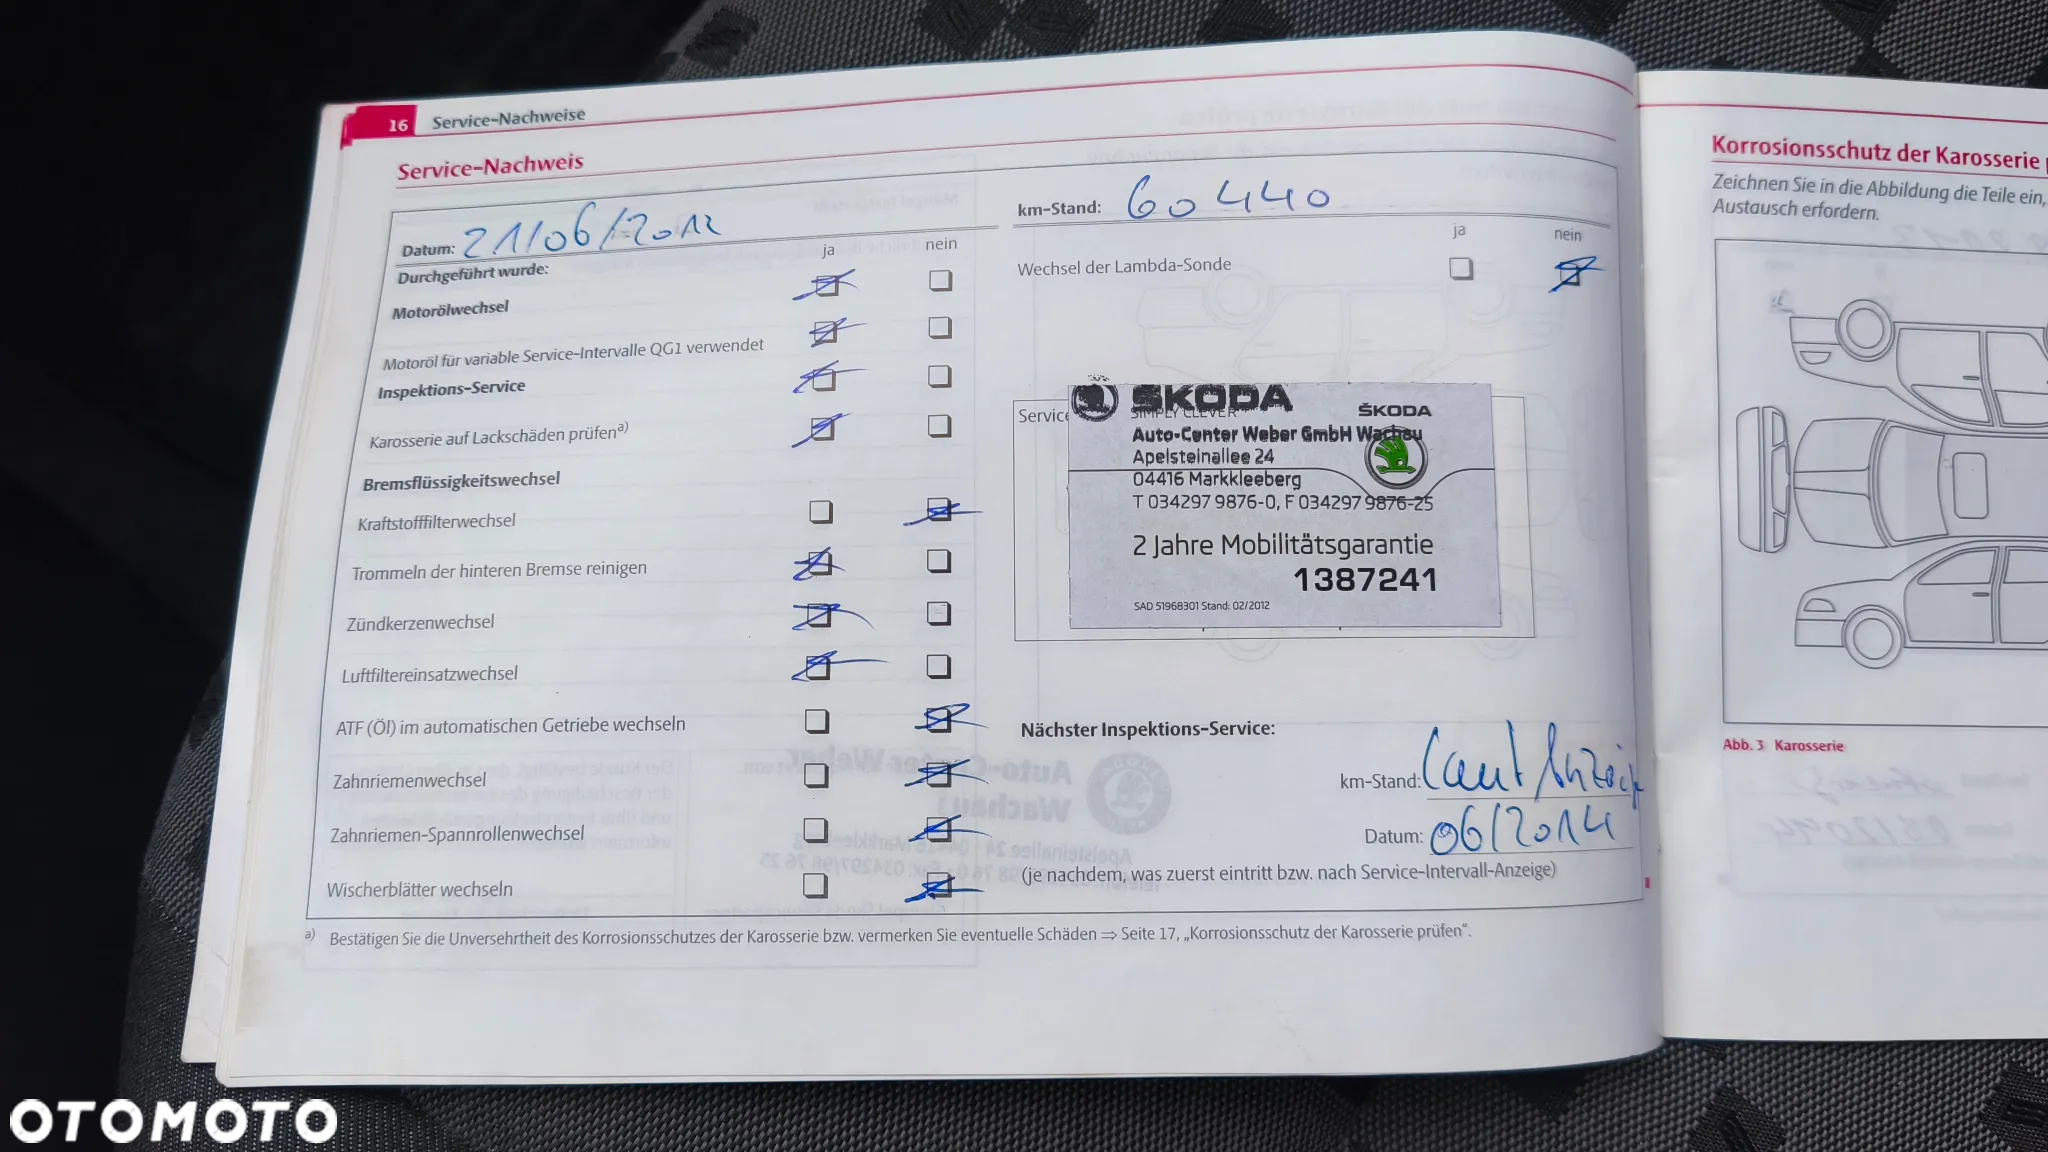 16 Service-Nachweise
Service-Nachweis
Datum: 21/06/2012
km-Stand: 60440
Durchgeführt wurde:
ja nein
Motorölwechsel
Motoröl für variable Service-Intervalle QG1 verwendet
Inspektions-Service
Karosserie auf Lackschäden prüfen a)
Bremsflüssigkeitswechsel
Kraftstofffilterwechsel
Trommeln der hinteren Bremse reinigen
Zündkerzenwechsel
Luftfiltereinsatzwechsel
ATF (Öl) im automatischen Getriebe wechseln
Zahnriemenwechsel
Zahnriemen-Spannrollenwechsel
Wischerblätter wechseln
ja nein
Wechsel der Lambda-Sonde
Service
ŠKODA
SIMPLY CLEVER
ŠKODA
Auto-Center Weber GmbH Wachau
Apelsteinallee 24
04416 Markkleeberg
T 034297 9876-0, F 034297 9876-25
2 Jahre Mobilitätsgarantie
1387241
SAD 51968301 Stand: 02/2012
Nächster Inspektions-Service:
km-Stand: Laut Anzeige
Datum: 06/2014
(je nachdem, was zuerst eintritt bzw. nach Service-Intervall-Anzeige)
a) Bestätigen Sie die Unversehrtheit des Korrosionsschutzes der Karosserie bzw. vermerken Sie eventuelle Schäden ⇒ Seite 17, „Korrosionsschutz der Karosserie prüfen“.
Korrosionsschutz der Karosserie
Zeichnen Sie in die Abbildung die Teile ein,
Austausch erfordern.
Abb. 3 Karosserie
OTOMOTO